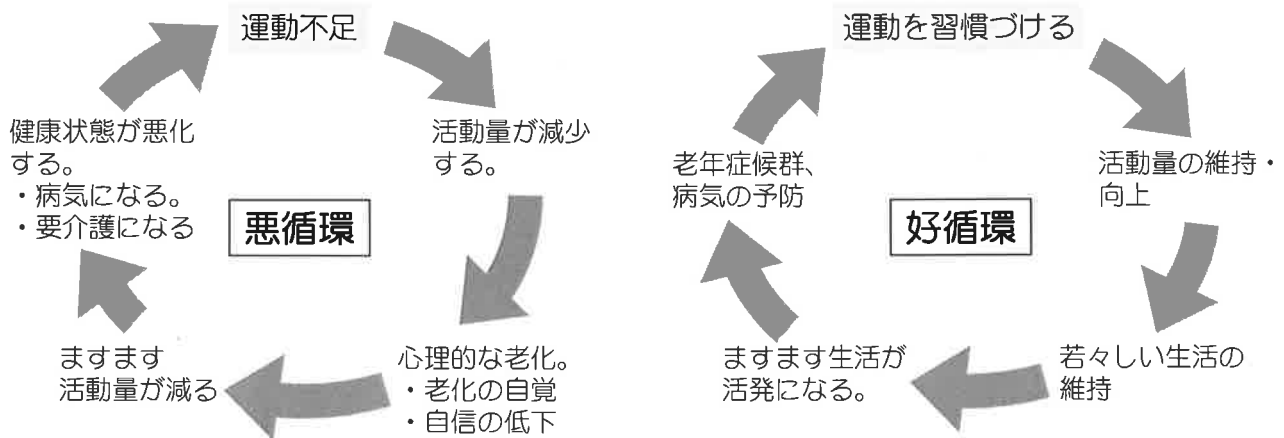 運動不足
活動量が減少
する。
心理的な老化。
・老化の自覚
・自信の低下
ますます
活動量が減る
健康状態が悪化
する。
・病気になる。
・要介護になる
悪循環
運動を習慣づける
活動量の維持・
向上
若々しい生活の
維持
ますます生活が
活発になる。
老年症候群、
病気の予防
好循環